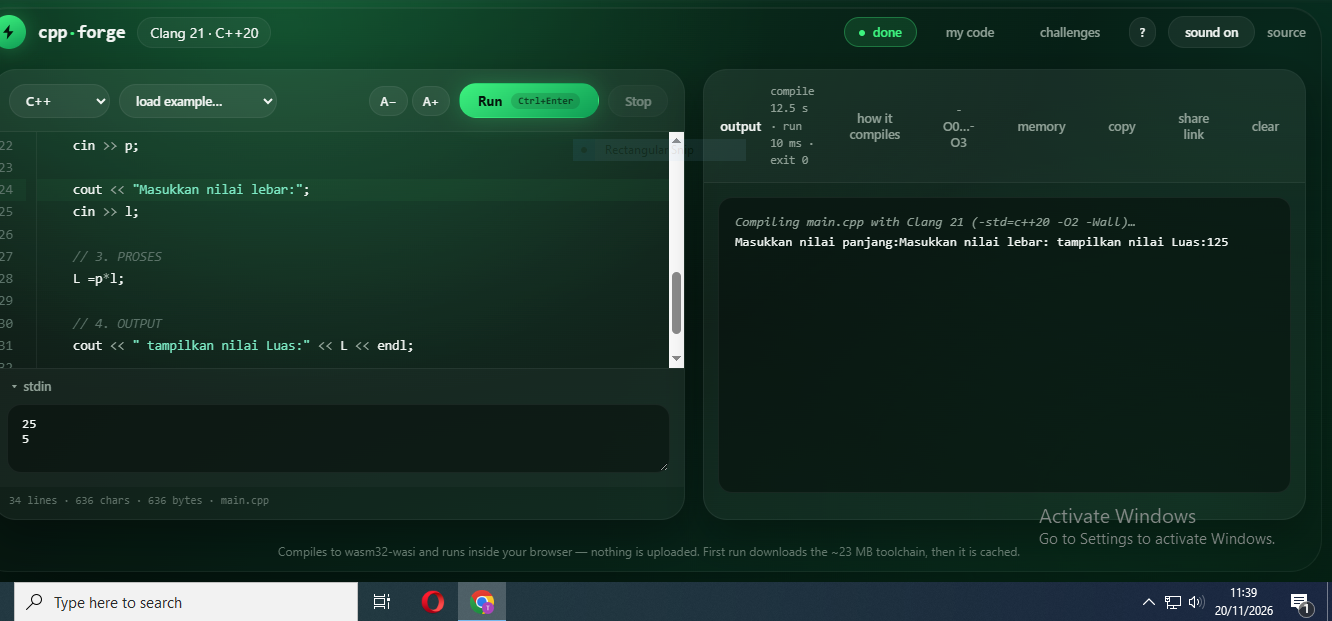 cpp·forge
Clang 21 · C++20
done
my code
challenges
?
sound on
source
C++
load example...
A−
A+
Run Ctrl+Enter
Stop
22 cin >> p;
23
24 cout << "Masukkan nilai lebar:";
25 cin >> l;
26
27 // 3. PROSES
28 L =p*l;
29
30 // 4. OUTPUT
31 cout << " tampilkan nilai Luas:" << L << endl;
32
Rectangular Snip
stdin
25
5
34 lines · 636 chars · 636 bytes · main.cpp
output
compile
12.5 s
· run
10 ms ·
exit 0
how it
compiles
-
O0…-
O3
memory
copy
share
link
clear
Compiling main.cpp with Clang 21 (-std=c++20 -O2 -Wall)…
Masukkan nilai panjang:Masukkan nilai lebar: tampilkan nilai Luas:125
Activate Windows
Go to Settings to activate Windows.
Compiles to wasm32-wasi and runs inside your browser — nothing is uploaded. First run downloads the ~23 MB toolchain, then it is cached.
Type here to search
11:39
20/11/2026
1